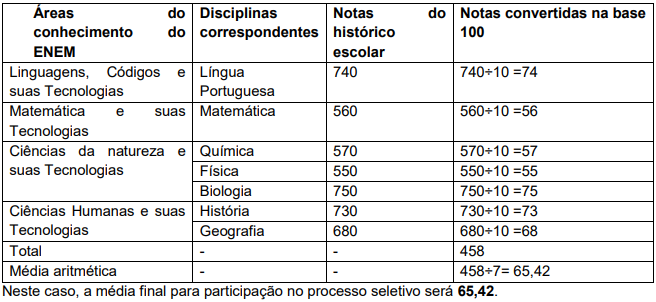 Áreas do conhecimento do ENEM | Disciplinas correspondentes | Notas do histórico escolar | Notas convertidas na base 100
Linguagens, Códigos e suas Tecnologias | Língua Portuguesa | 740 | 740÷10 =74
Matemática e suas Tecnologias | Matemática | 560 | 560÷10 =56
Ciências da natureza e suas Tecnologias | Química | 570 | 570÷10 =57
Física | 550 | 550÷10 =55
Biologia | 750 | 750÷10 =75
Ciências Humanas e suas Tecnologias | História | 730 | 730÷10 =73
Geografia | 680 | 680÷10 =68
Total | - | - | 458
Média aritmética | - | - | 458÷7= 65,42
Neste caso, a média final para participação no processo seletivo será 65,42.